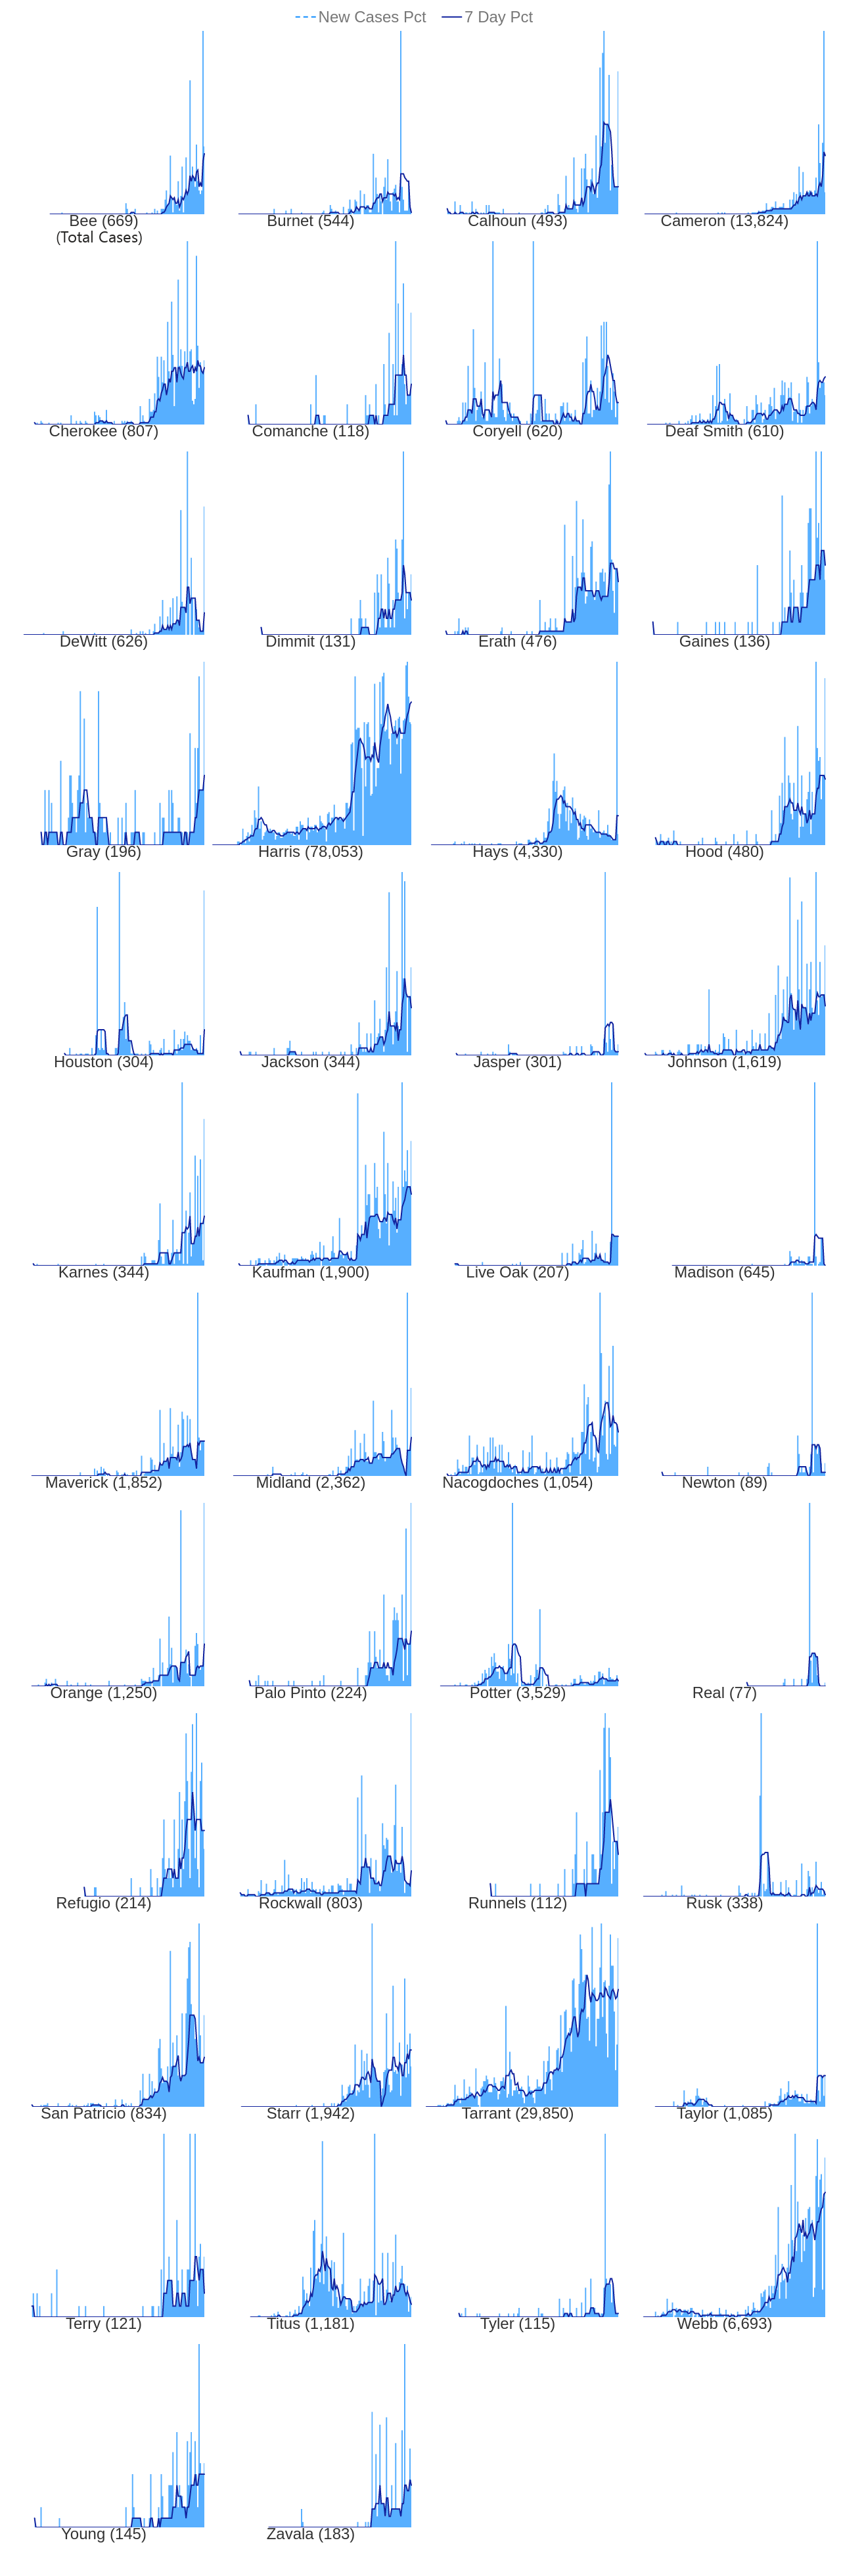 New Cases Pct 7 Day Pct
Bee (669) Burnet (544) Calhoun (493) Cameron (13,824)
(Total Cases)
Cherokee (807) Comanche (118) Coryell (620) Deaf Smith (610)
DeWitt (626) Dimmit (131) Erath (476) Gaines (136)
Gray (196) Harris (78,053) Hays (4,330) Hood (480)
Houston (304) Jackson (344) Jasper (301) Johnson (1,619)
Karnes (344) Kaufman (1,900) Live Oak (207) Madison (645)
Maverick (1,852) Midland (2,362) Nacogdoches (1,054) Newton (89)
Orange (1,250) Palo Pinto (224) Potter (3,529) Real (77)
Refugio (214) Rockwall (803) Runnels (112) Rusk (338)
San Patricio (834) Starr (1,942) Tarrant (29,850) Taylor (1,085)
Terry (121) Titus (1,181) Tyler (115) Webb (6,693)
Young (145) Zavala (183)